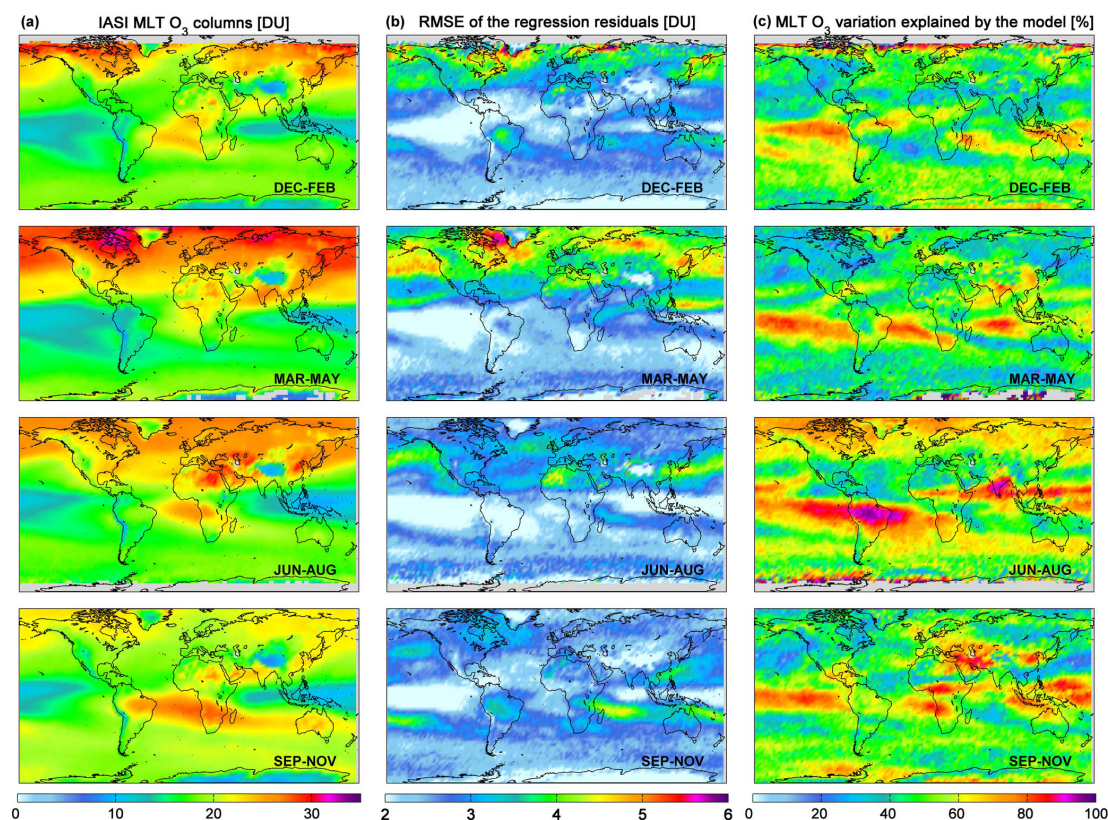 (a) IASI MLT O3 columns [DU]
(b) RMSE of the regression residuals [DU]
(c) MLT O3 variation explained by the model [%]
DEC-FEB
DEC-FEB
DEC-FEB
MAR-MAY
MAR-MAY
MAR-MAY
JUN-AUG
JUN-AUG
JUN-AUG
SEP-NOV
SEP-NOV
SEP-NOV
0 10 20 30
2 3 4 5 6
0 20 40 60 80 100